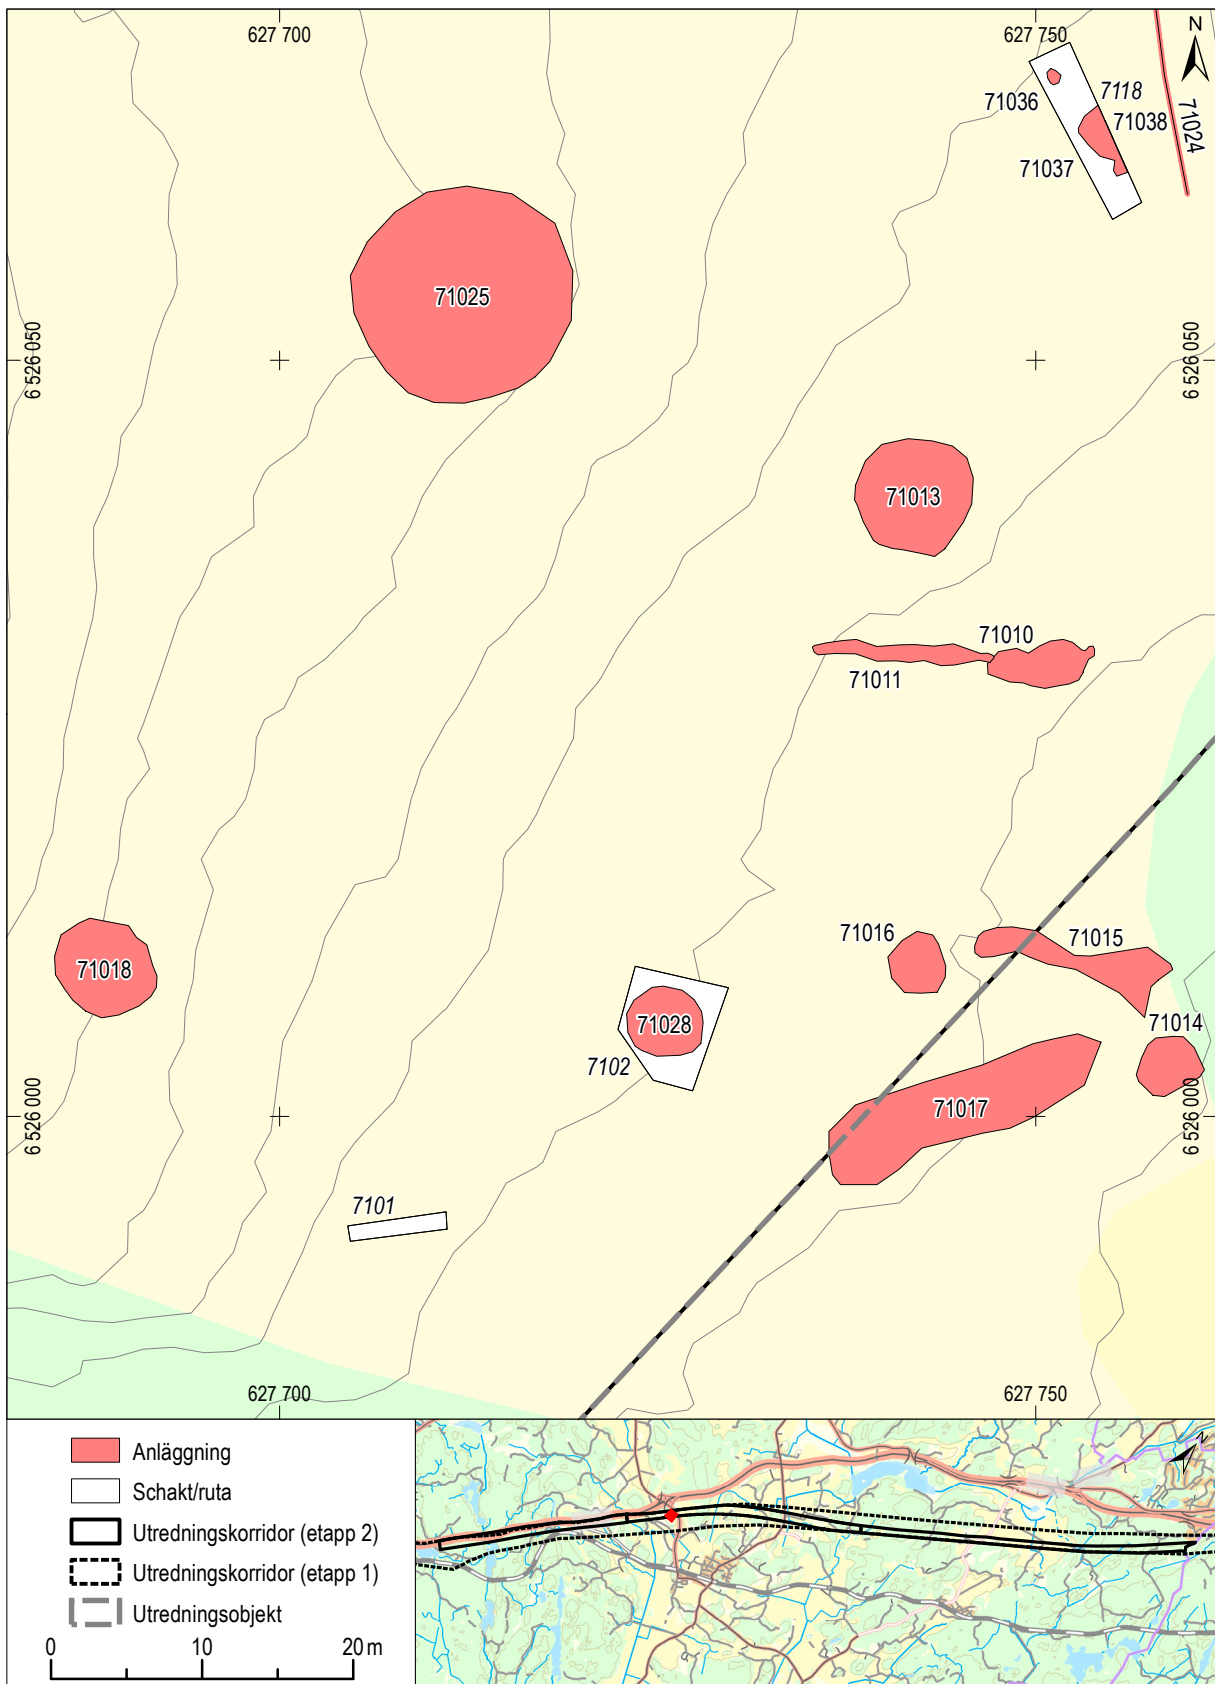 627 700
627 750
N
71036
7118
71038
71037
71024
71025
6 526 050
6 526 050
71013
71010
71011
71016
71015
71018
71028
7102
71014
71017
6 526 000
6 526 000
7101
627 700
627 750
Anläggning
Schakt/ruta
Utredningskorridor (etapp 2)
Utredningskorridor (etapp 1)
Utredningsobjekt
0 10 20 m
N